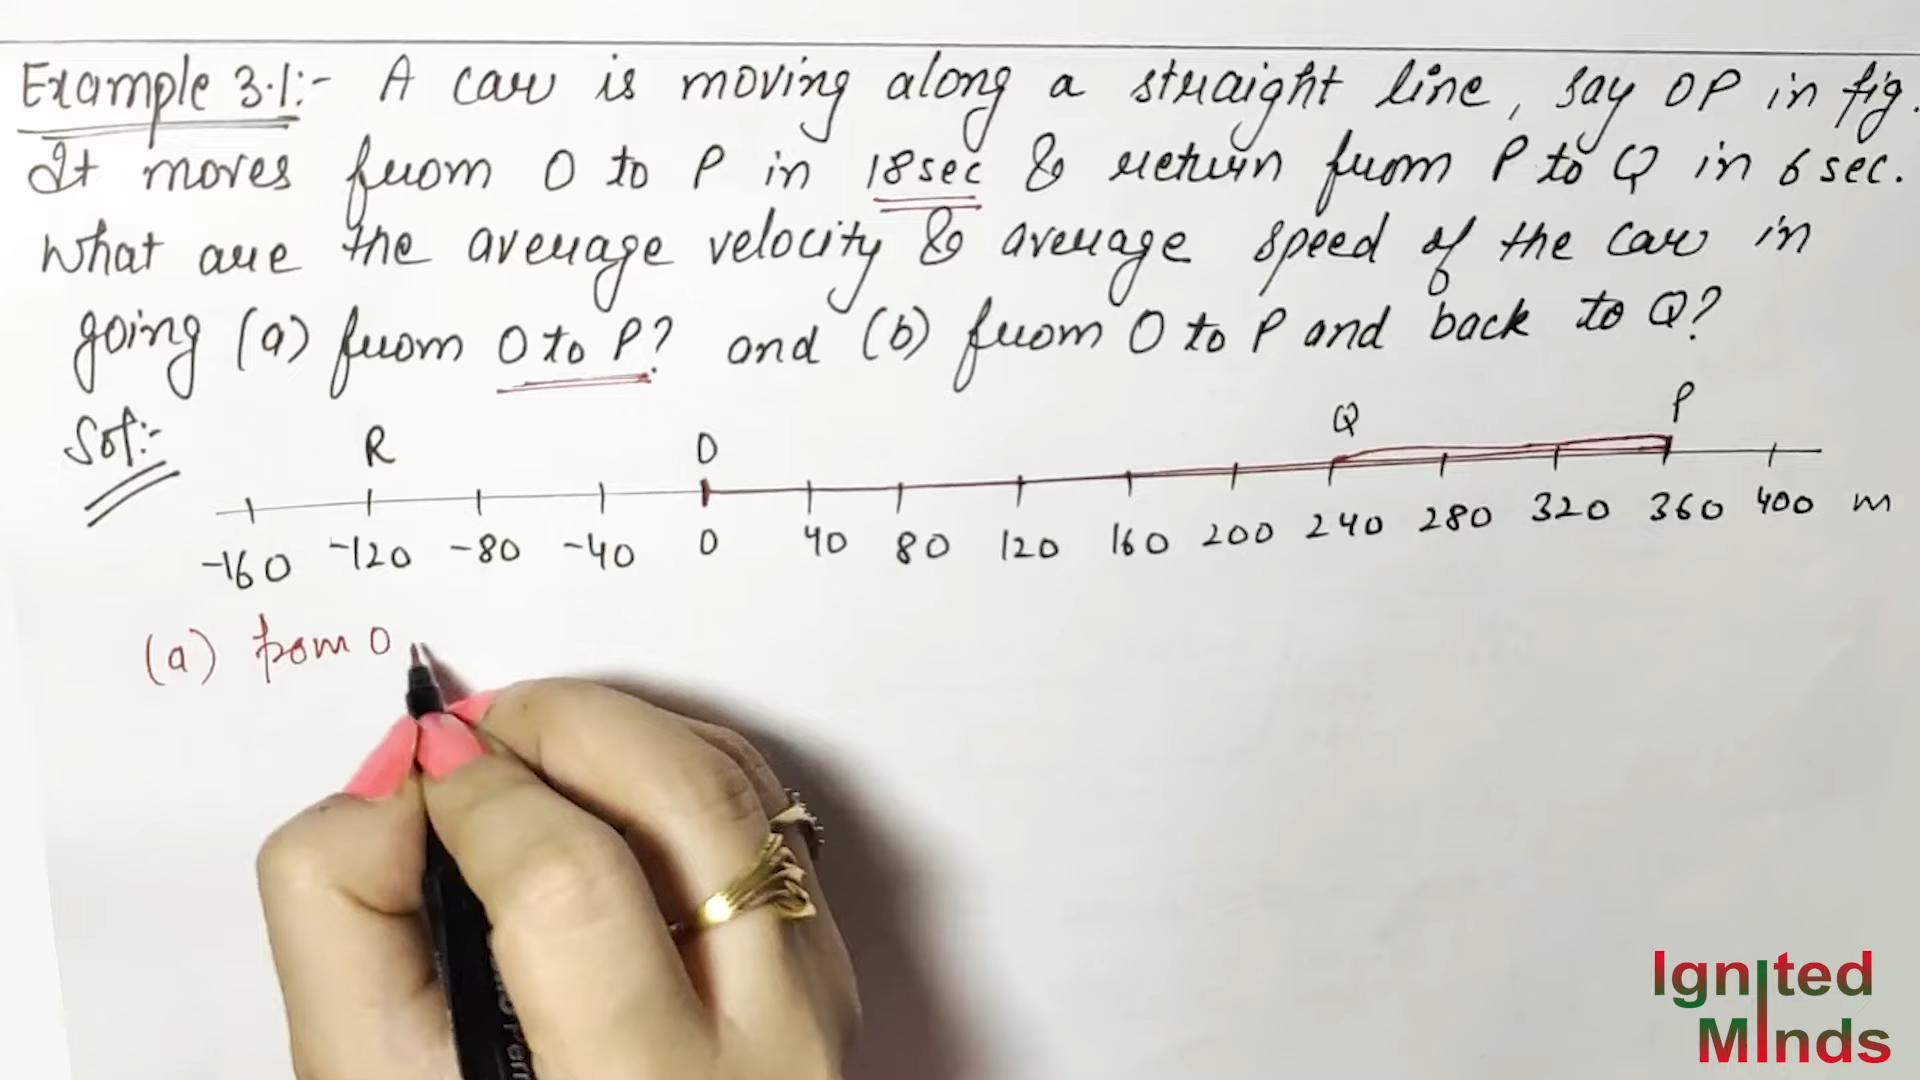 Example 3.1:- A car is moving along a straight line, say OP in fig.
It moves from O to P in 18sec & return from P to Q in 6 sec.
What are the average velocity & average speed of the car in
going (a) from O to P? and (b) from O to P and back to Q?
Sol:-
R O Q P
-160 -120 -80 -40 0 40 80 120 160 200 240 280 320 360 400 m
(a) from O
Ignited
Minds